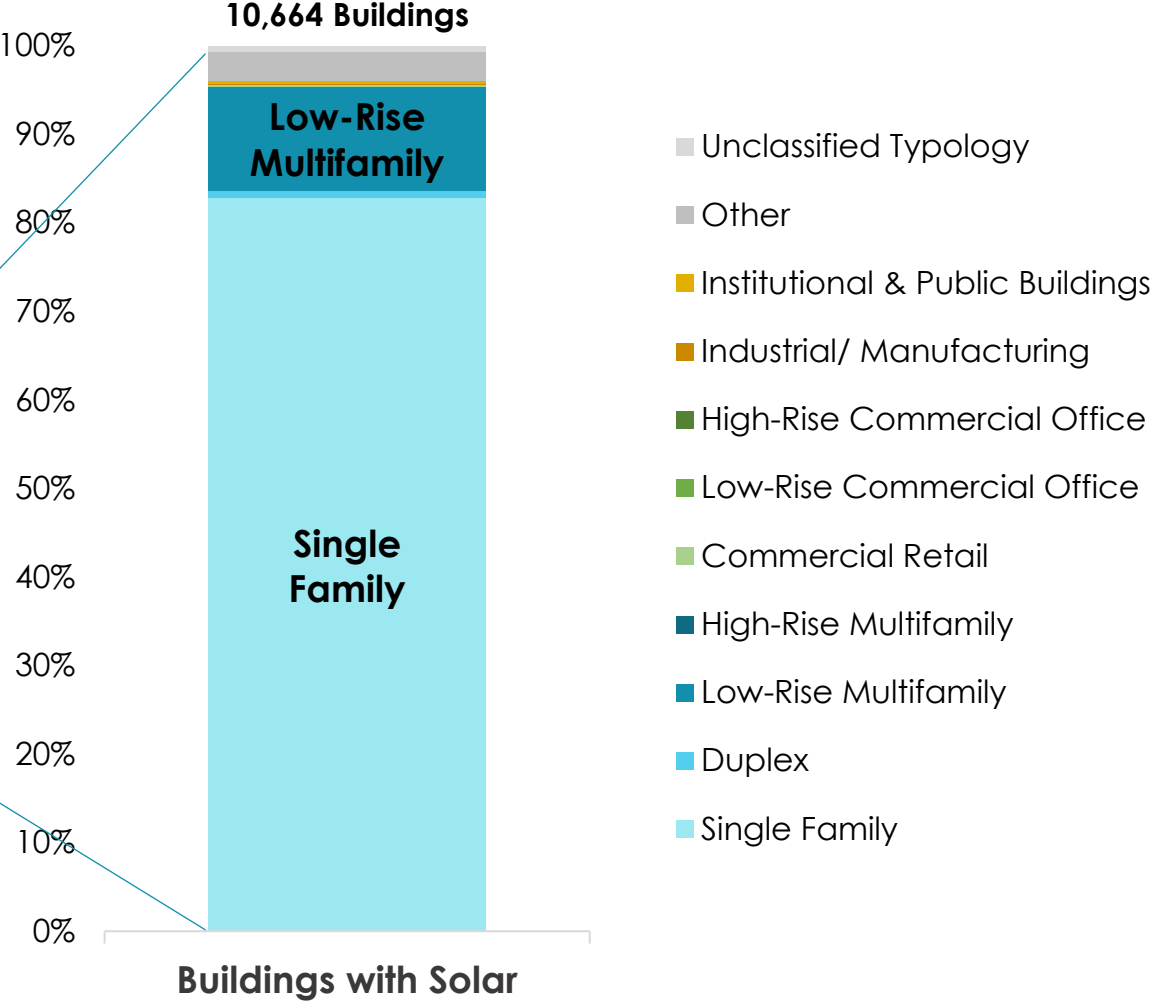 10,664 Buildings
100%
90%
80%
70%
60%
50%
40%
30%
20%
10%
0%
Low-Rise
Multifamily
Single
Family
Buildings with Solar
Unclassified Typology
Other
Institutional & Public Buildings
Industrial/ Manufacturing
High-Rise Commercial Office
Low-Rise Commercial Office
Commercial Retail
High-Rise Multifamily
Low-Rise Multifamily
Duplex
Single Family